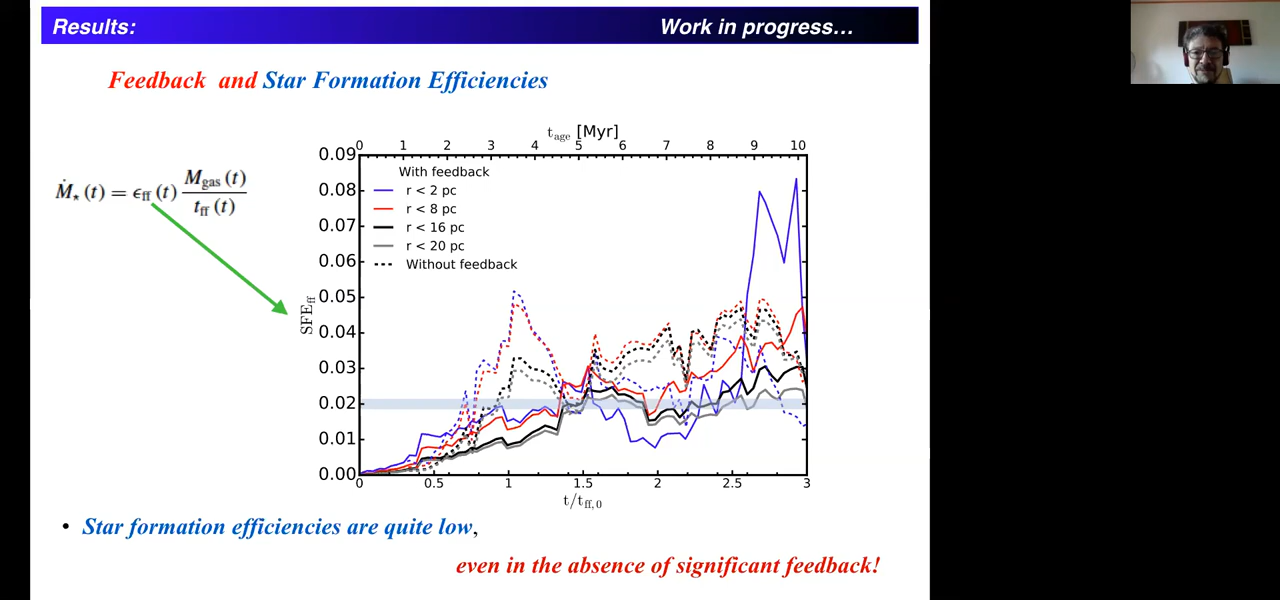 Results:
Work in progress...
Feedback and Star Formation Efficiencies
Ṁ⋆(t) = ϵff(t) Mgas(t) / tff(t)
tage [Myr]
0 1 2 3 4 5 6 7 8 9 10
0.09
0.08
0.07
0.06
0.05
0.04
0.03
0.02
0.01
0.00
SFEff
With feedback
r < 2 pc
r < 8 pc
r < 16 pc
r < 20 pc
Without feedback
0 0.5 1 1.5 2 2.5 3
t/tff,0
• Star formation efficiencies are quite low,
even in the absence of significant feedback!